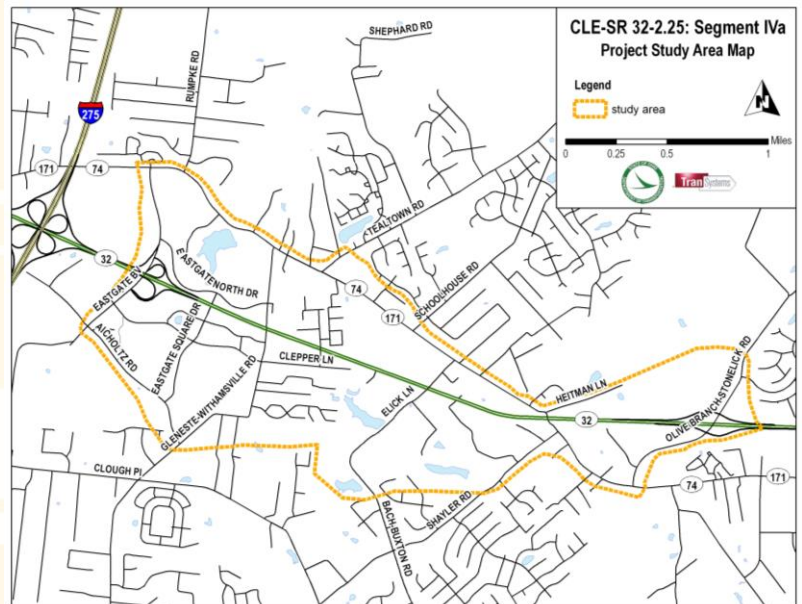 CLE-SR 32-2.25: Segment IVa
Project Study Area Map
Legend
study area
N
Miles
0 0.25 0.5 1
TranSystems
SHEPHARD RD
RUMPKE RD
275
171
74
TEALTOWN RD
32
EASTGATE BV
EASTGATENORTH DR
SCHOOLHOUSE RD
74
171
AICHOLTZ RD
EASTGATE SQUARE DR
CLEPPER LN
GLENESTE-WITHAMSVILLE RD
ELICK LN
HEITMAN LN
32
OLIVE BRANCH-STONELICK RD
CLOUGH PI
74
171
SHAYLER RD
BACH-BUXTON RD